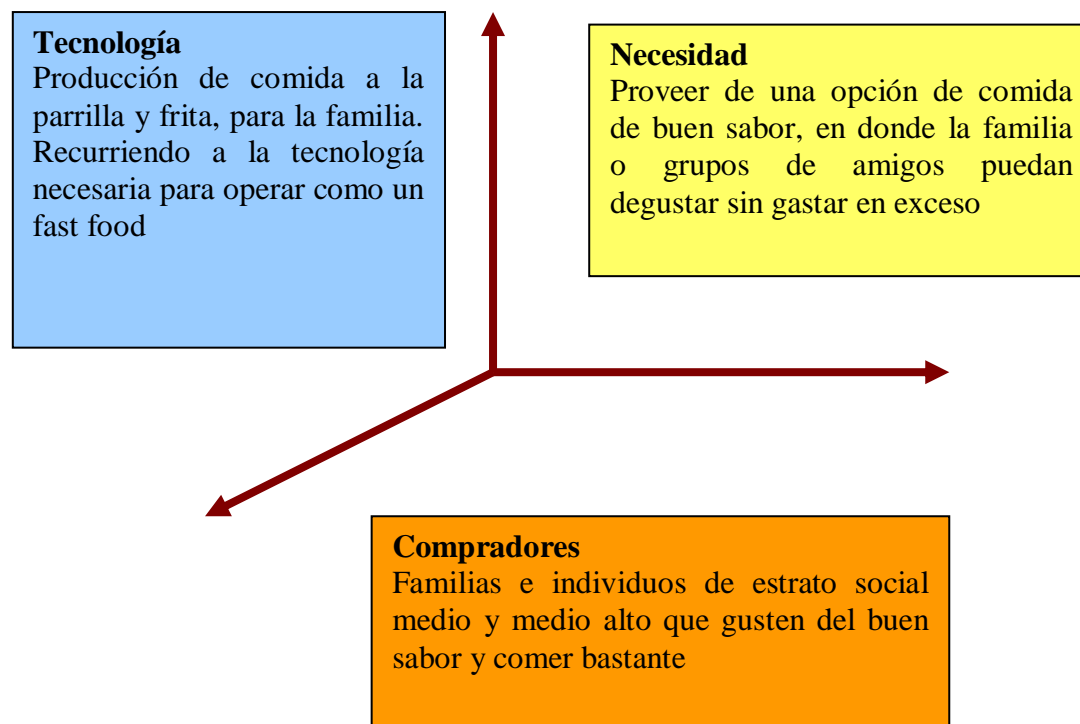 Tecnología
Producción de comida a la
parrilla y frita, para la familia.
Recurriendo a la tecnología
necesaria para operar como un
fast food
Necesidad
Proveer de una opción de comida
de buen sabor, en donde la familia
o grupos de amigos puedan
degustar sin gastar en exceso
Compradores
Familias e individuos de estrato social
medio y medio alto que gusten del buen
sabor y comer bastante